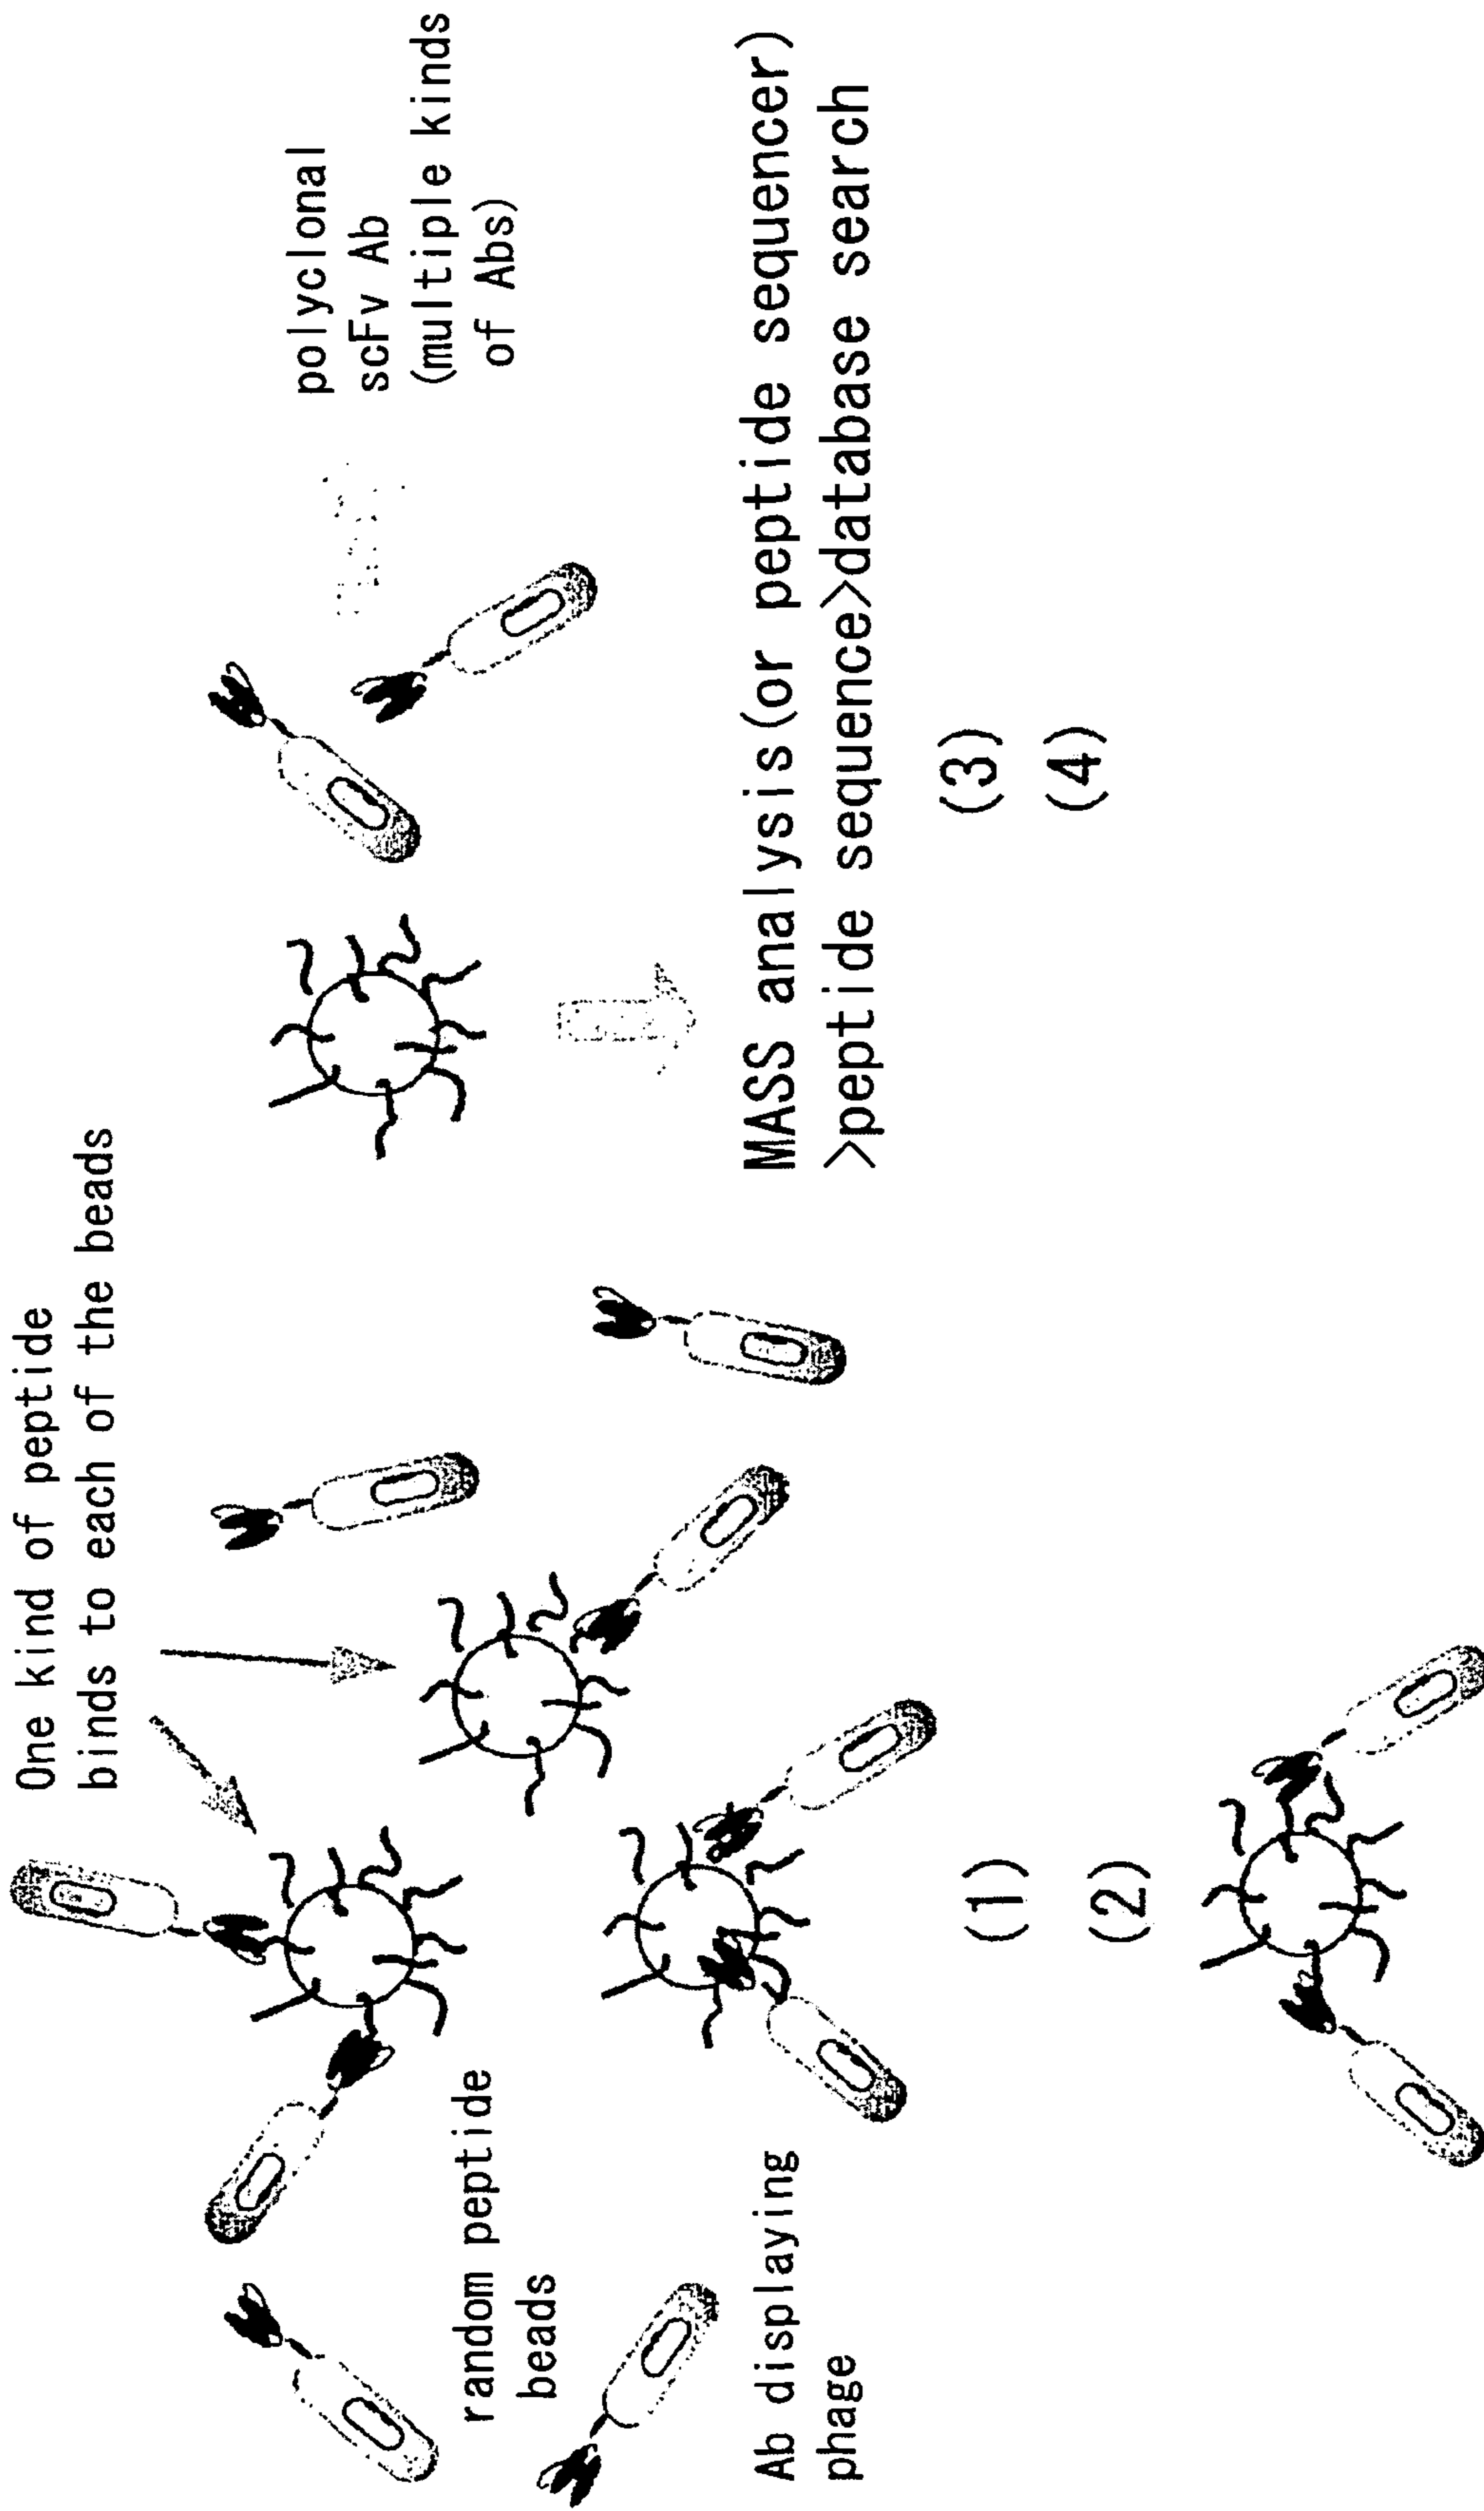 One kind of peptide
binds to each of the beads
random peptide
beads
Ab displaying
phage
(1)
(2)
polyclonal
scFv Ab
(multiple kinds
of Abs)
MASS analysis(or peptide sequencer)
>peptide sequence>database search
(3)
(4)